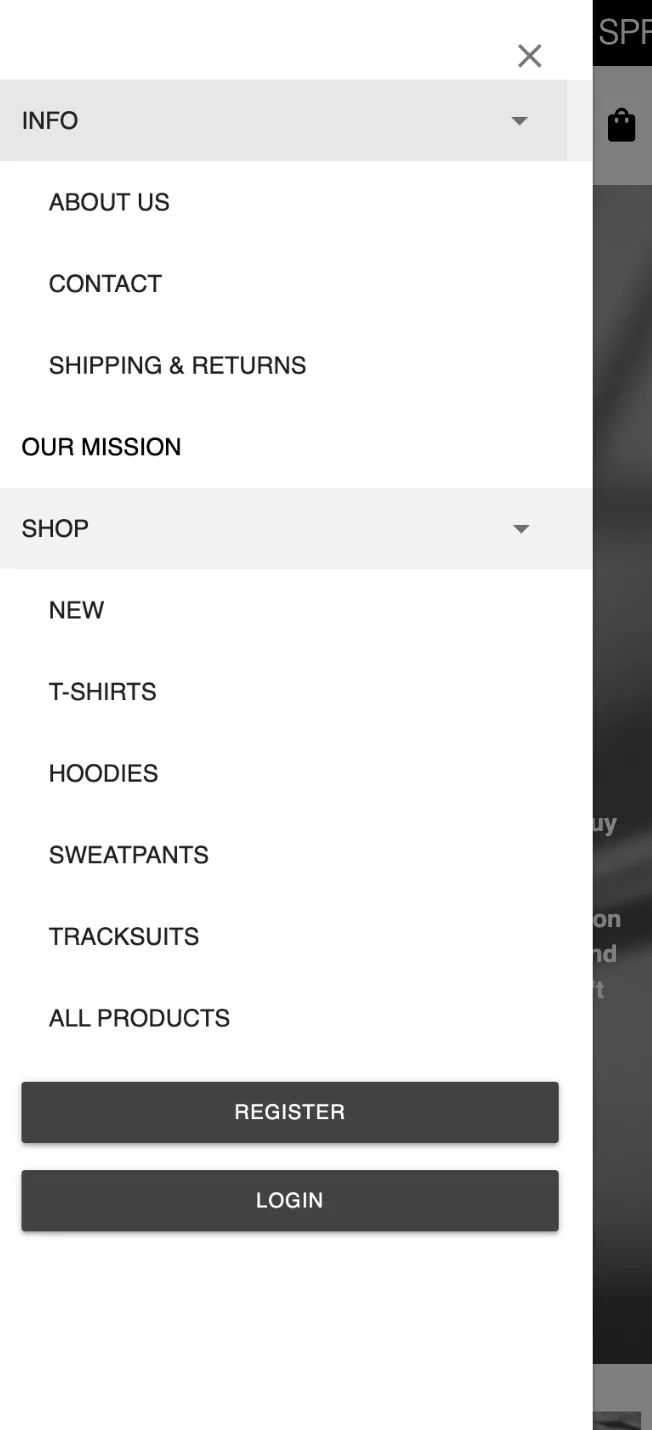 SPR
INFO
ABOUT US
CONTACT
SHIPPING & RETURNS
OUR MISSION
SHOP
NEW
T-SHIRTS
HOODIES
SWEATPANTS
uy
TRACKSUITS
on
nd
't
ALL PRODUCTS
REGISTER
LOGIN